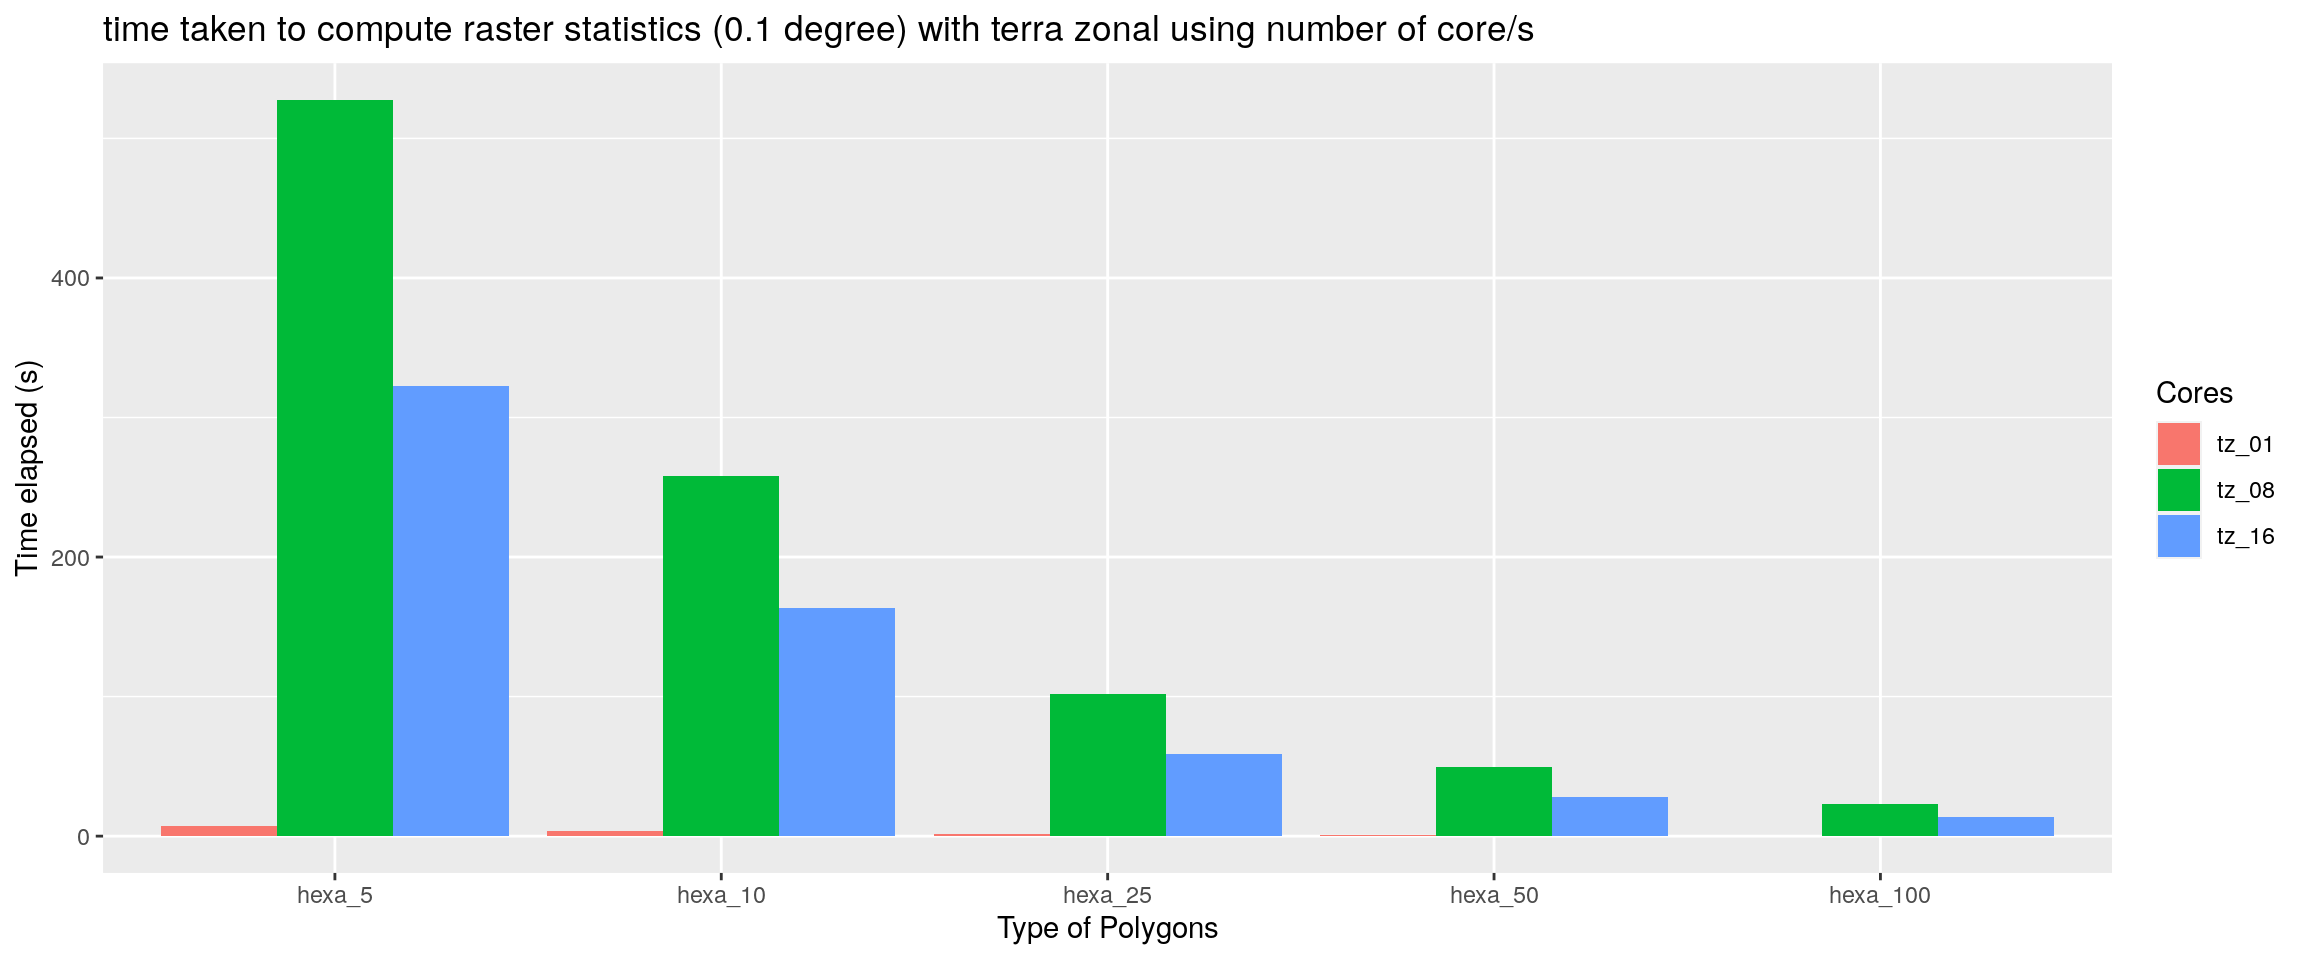 time taken to compute raster statistics (0.1 degree) with terra zonal using number of core/s
Time elapsed (s)
400
200
0
hexa_5
hexa_10
hexa_25
hexa_50
hexa_100
Type of Polygons
Cores
tz_01
tz_08
tz_16